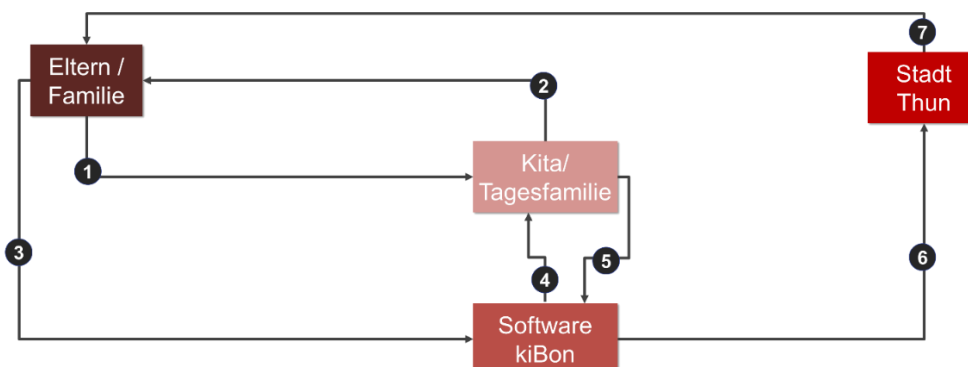 7
Eltern /
Familie
Stadt
Thun
2
1
Kita/
Tagesfamilie
3
5
6
4
Software
kiBon